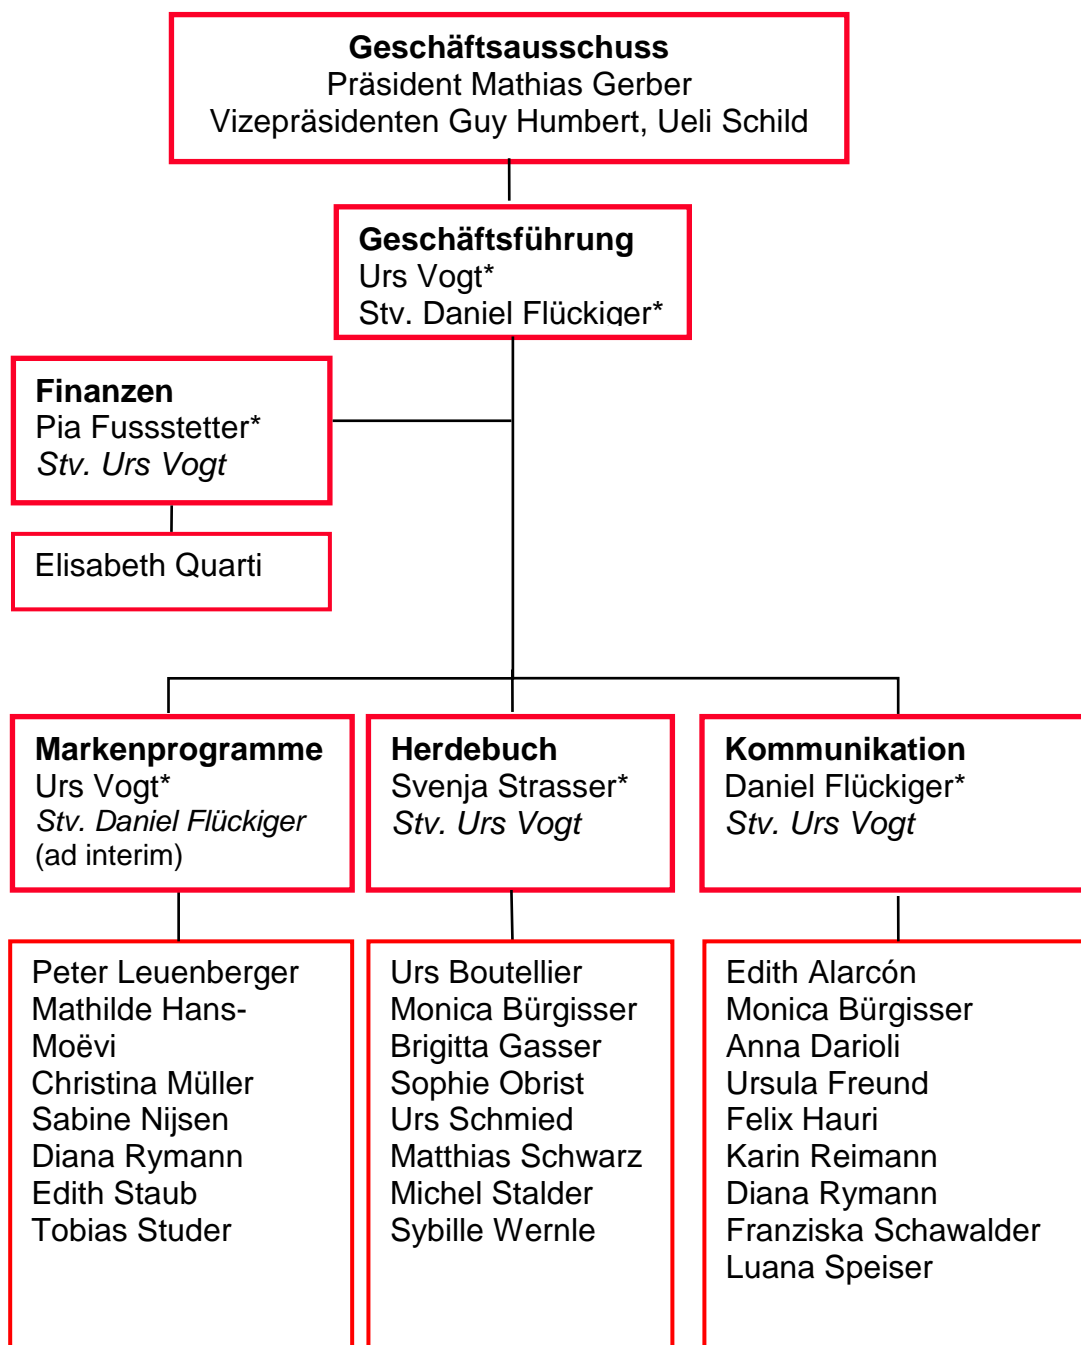 Geschäftsausschuss
Präsident Mathias Gerber
Vizepräsidenten Guy Humbert, Ueli Schild
Geschäftsführung
Urs Vogt*
Stv. Daniel Flückiger*
Finanzen
Pia Fussstetter*
Stv. Urs Vogt
Elisabeth Quarti
Markenprogramme
Urs Vogt*
Stv. Daniel Flückiger
(ad interim)
Herdebuch
Svenja Strasser*
Stv. Urs Vogt
Kommunikation
Daniel Flückiger*
Stv. Urs Vogt
Peter Leuenberger
Mathilde Hans-
Moëvi
Christina Müller
Sabine Nijsen
Diana Rymann
Edith Staub
Tobias Studer
Urs Boutellier
Monica Bürgisser
Brigitta Gasser
Sophie Obrist
Urs Schmied
Matthias Schwarz
Michel Stalder
Sybille Wernle
Edith Alarcón
Monica Bürgisser
Anna Darioli
Ursula Freund
Felix Hauri
Karin Reimann
Diana Rymann
Franziska Schawalder
Luana Speiser